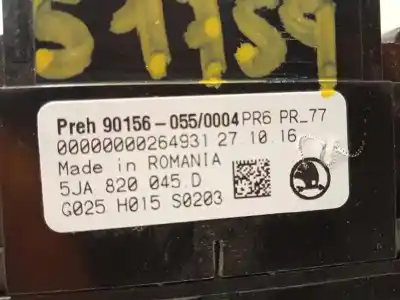 51759
Preh 90156-055/0004 PR6 PR_77
00000000264931 27 10 16
Made in ROMANIA
5JA 820 045.D
G025 H015 S0203